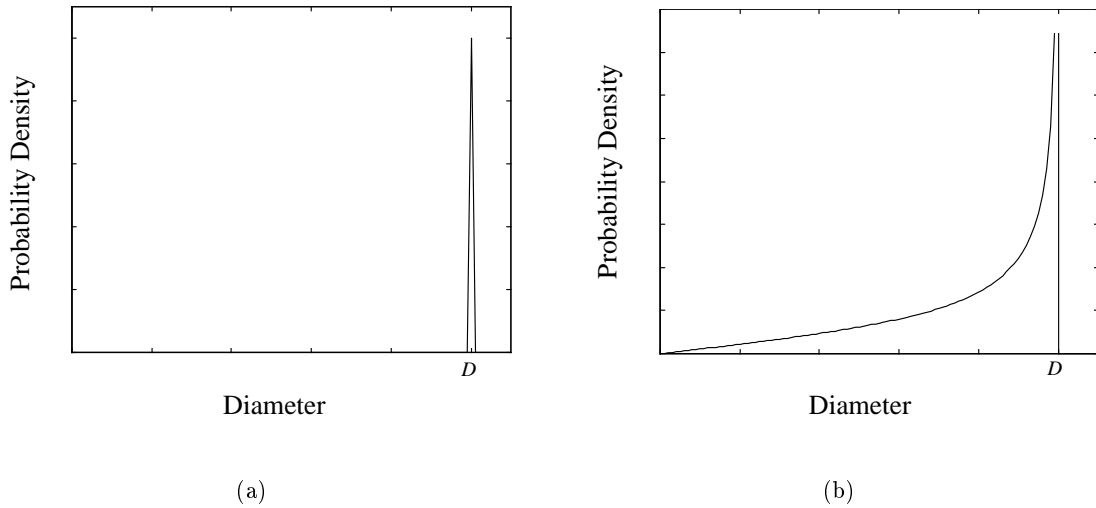 Probability Density
D
Diameter
(a)
Probability Density
D
Diameter
(b)